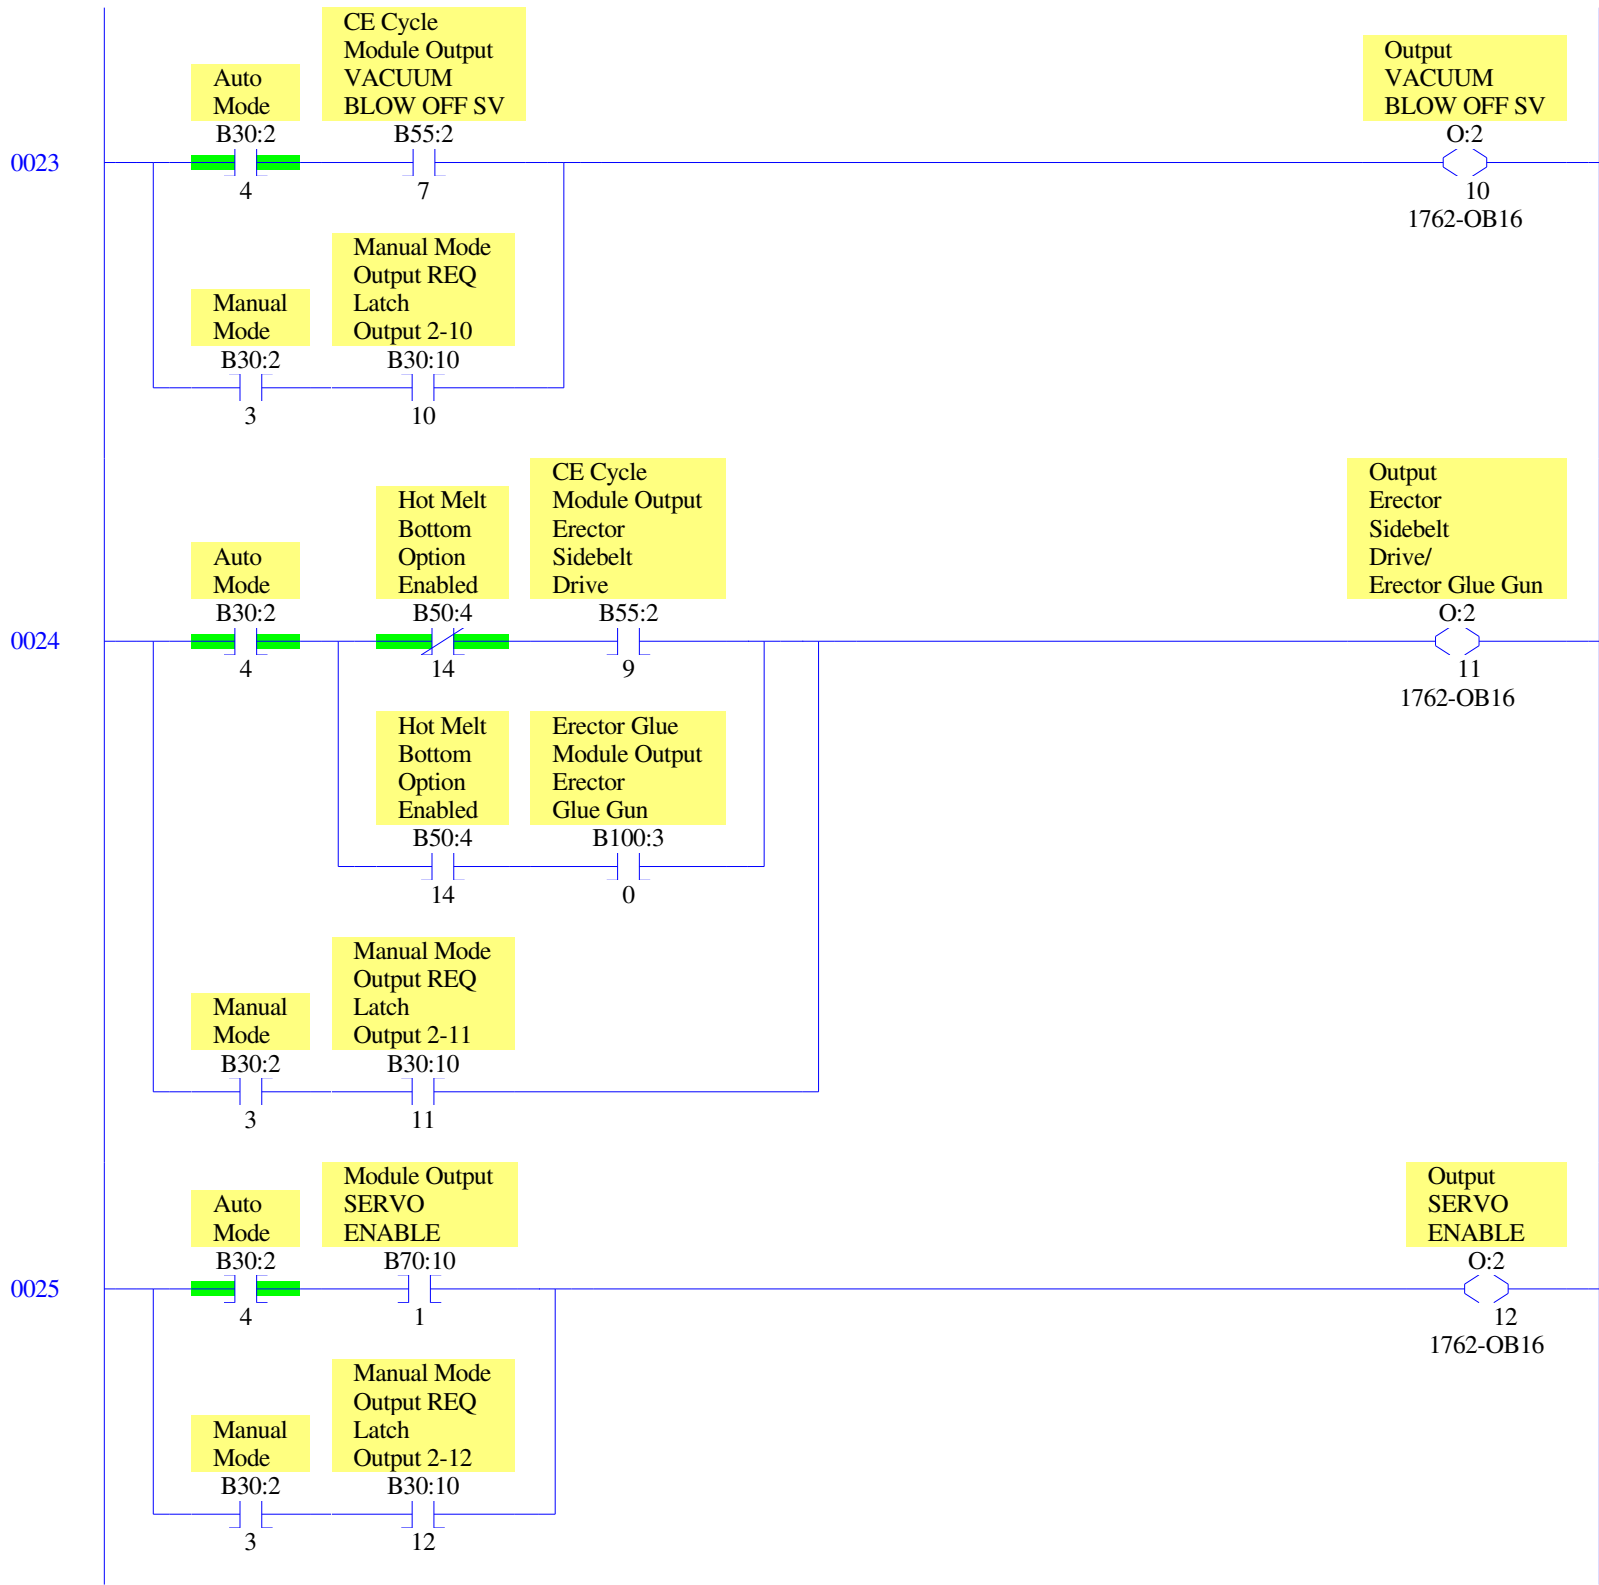 CE Cycle
Module Output
VACUUM
BLOW OFF SV
B55:2
7
Auto
Mode
B30:2
4
Output
VACUUM
BLOW OFF SV
O:2
10
1762-OB16
0023
Manual
Mode
B30:2
3
Manual Mode
Output REQ
Latch
Output 2-10
B30:10
10
Auto
Mode
B30:2
4
Hot Melt
Bottom
Option
Enabled
B50:4
14
CE Cycle
Module Output
Erector
Sidebelt
Drive
B55:2
9
Output
Erector
Sidebelt
Drive/
Erector Glue Gun
O:2
11
1762-OB16
0024
Hot Melt
Bottom
Option
Enabled
B50:4
14
Erector Glue
Module Output
Erector
Glue Gun
B100:3
0
Manual
Mode
B30:2
3
Manual Mode
Output REQ
Latch
Output 2-11
B30:10
11
Auto
Mode
B30:2
4
Module Output
SERVO
ENABLE
B70:10
1
Output
SERVO
ENABLE
O:2
12
1762-OB16
0025
Manual
Mode
B30:2
3
Manual Mode
Output REQ
Latch
Output 2-12
B30:10
12